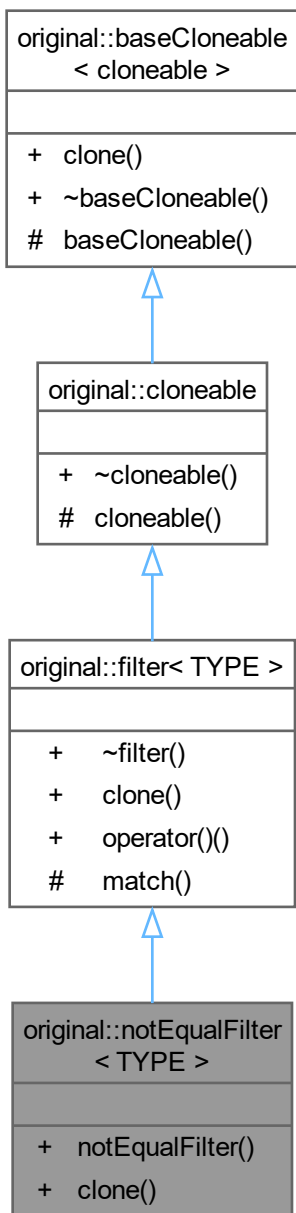 original::baseCloneable
< cloneable >
+ clone()
+ ~baseCloneable()
# baseCloneable()
original::cloneable
+ ~cloneable()
# cloneable()
original::filter< TYPE >
+ ~filter()
+ clone()
+ operator()()
# match()
original::notEqualFilter
< TYPE >
+ notEqualFilter()
+ clone()